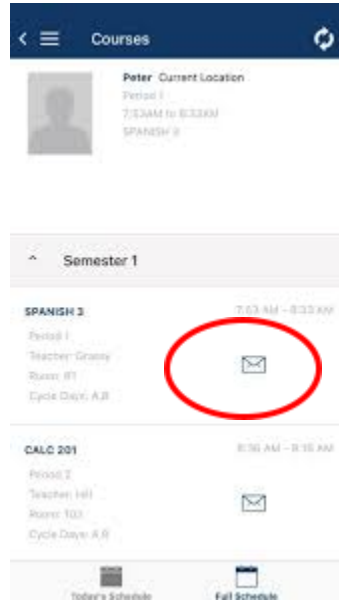 Courses
Peter Current Location
Period 1
7:53AM to 8:33AM
SPANISH 3
Semester 1
SPANISH 3
7:53 AM - 8:33 AM
Period 1
Teacher:
Room:
Cycle Days: A,B
CALC 201
8:36 AM - 9:16 AM
Period 2
Teacher: Hill
Room: 103
Cycle Days: A,B
Today's Schedule
Full Schedule